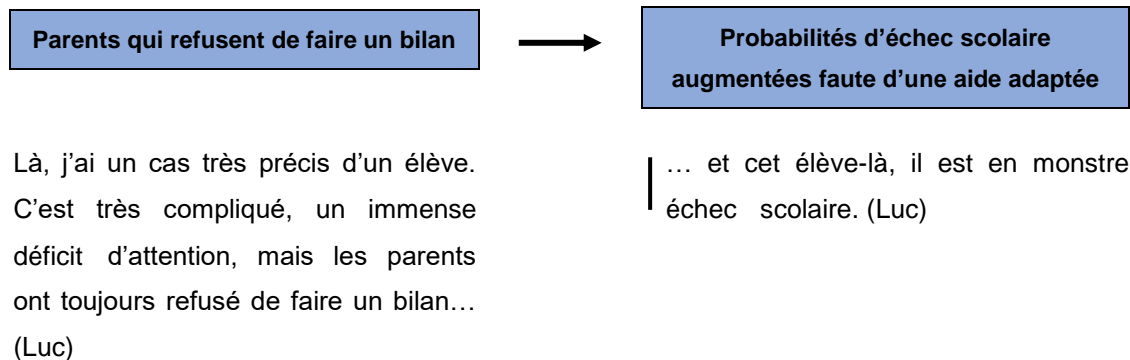 Parents qui refusent de faire un bilan
Probabilités d’échec scolaire
augmentées faute d’une aide adaptée
Là, j’ai un cas très précis d’un élève.
C’est très compliqué, un immense
déficit d’attention, mais les parents
ont toujours refusé de faire un bilan…
(Luc)
… et cet élève-là, il est en monstre
échec scolaire. (Luc)